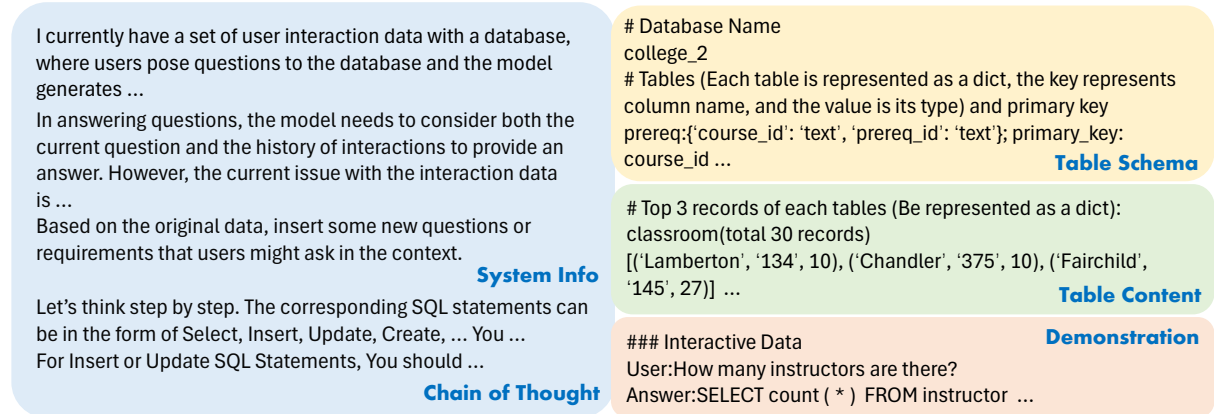 I currently have a set of user interaction data with a database,
where users pose questions to the database and the model
generates ...
In answering questions, the model needs to consider both the
current question and the history of interactions to provide an
answer. However, the current issue with the interaction data
is ...
Based on the original data, insert some new questions or
requirements that users might ask in the context.
System Info
Let's think step by step. The corresponding SQL statements can
be in the form of Select, Insert, Update, Create, ... You ...
For Insert or Update SQL Statements, You should ...
Chain of Thought
# Database Name
college_2
# Tables (Each table is represented as a dict, the key represents
column name, and the value is its type) and primary key
prereq:{'course_id': 'text', 'prereq_id': 'text'}; primary_key:
course_id ...
Table Schema
# Top 3 records of each tables (Be represented as a dict):
classroom(total 30 records)
[('Lamberton', '134', 10), ('Chandler', '375', 10), ('Fairchild',
'145', 27)] ...
Table Content
Demonstration
### Interactive Data
User:How many instructors are there?
Answer:SELECT count ( * ) FROM instructor ...